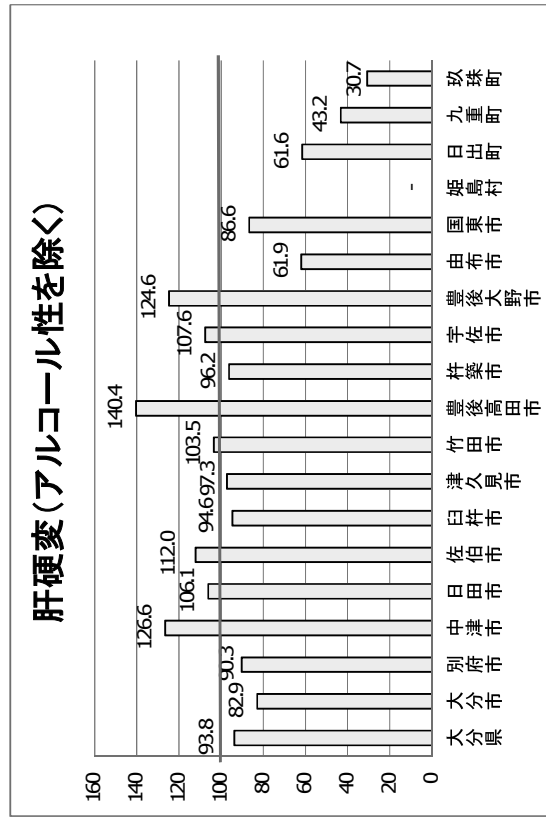 肝硬変(アルコール性を除く)
160
140
120
100
80
60
40
20
0
93.8
82.9
90.3
126.6
106.1
112.0
94.6
97.3
103.5
140.4
96.2
107.6
124.6
61.9
86.6
-
61.6
43.2
30.7
大分県
大分市
別府市
中津市
日田市
佐伯市
臼杵市
津久見市
竹田市
豊後高田市
杵築市
宇佐市
豊後大野市
由布市
国東市
姫島村
日出町
九重町
玖珠町